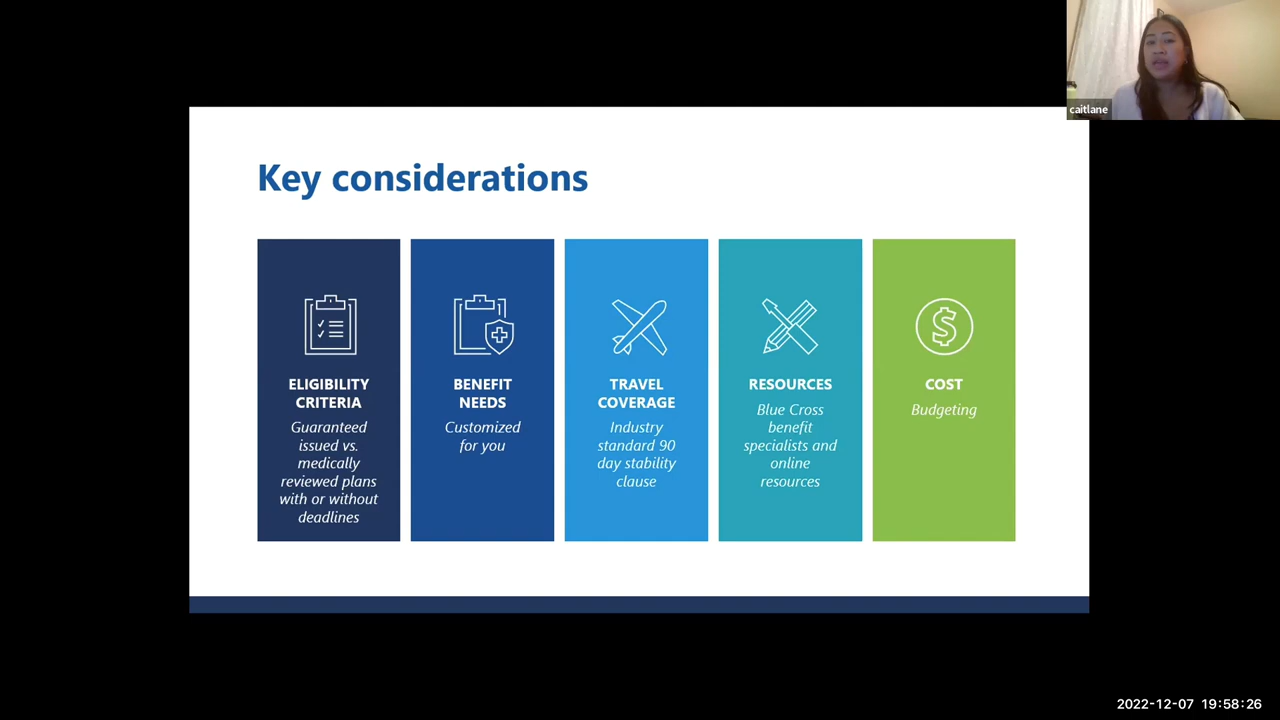 caitlane
Key considerations
ELIGIBILITY
CRITERIA
Guaranteed
issued vs.
medically
reviewed plans
with or without
deadlines
BENEFIT
NEEDS
Customized
for you
TRAVEL
COVERAGE
Industry
standard 90
day stability
clause
RESOURCES
Blue Cross
benefit
specialists and
online
resources
COST
Budgeting
2022-12-07 19:58:26